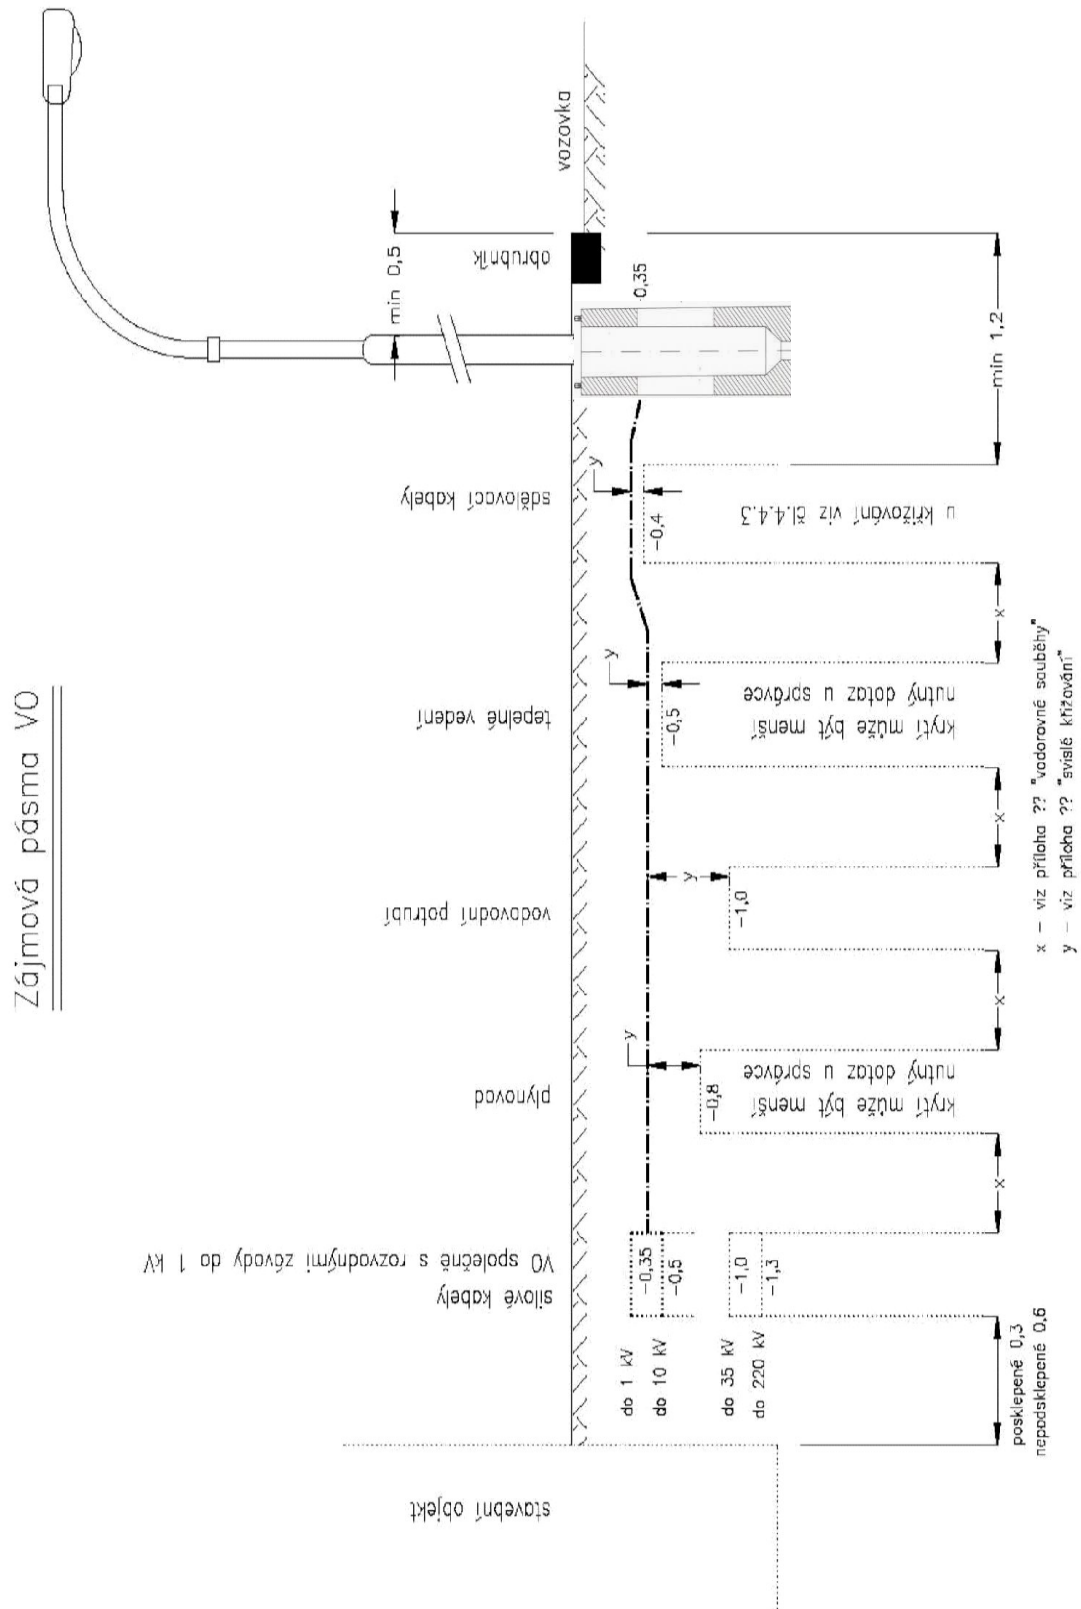 Zájmová pásma VO
vozovka
min 0,5
obrubník
-0,35
min 1,2
sdělovací kabely
y
-0,4
u křižování viz čl.4.4.3
x
tepelné vedení
y
-0,5
krytí může být menší
nutný dotaz u správce
x
vodovodní potrubí
y
-1,0
x
plynovod
y
-0,8
krytí může být menší
nutný dotaz u správce
x
silové kabely
VO společně s rozvodnými závody do 1 kV
-0,35
-0,5
-1,0
-1,3
do 1 kV
do 10 kV
do 35 kV
do 220 kV
posklepené 0,3
nepodsklepené 0,6
stavební objekt
x - viz příloha ?? "vodorovné souběhy"
y - viz příloha ?? "svislé křižování"